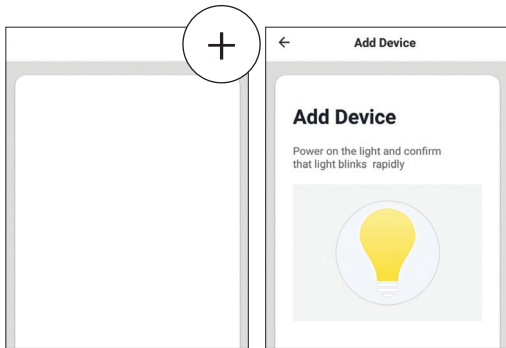 +
← Add Device
Add Device
Power on the light and confirm
that light blinks rapidly